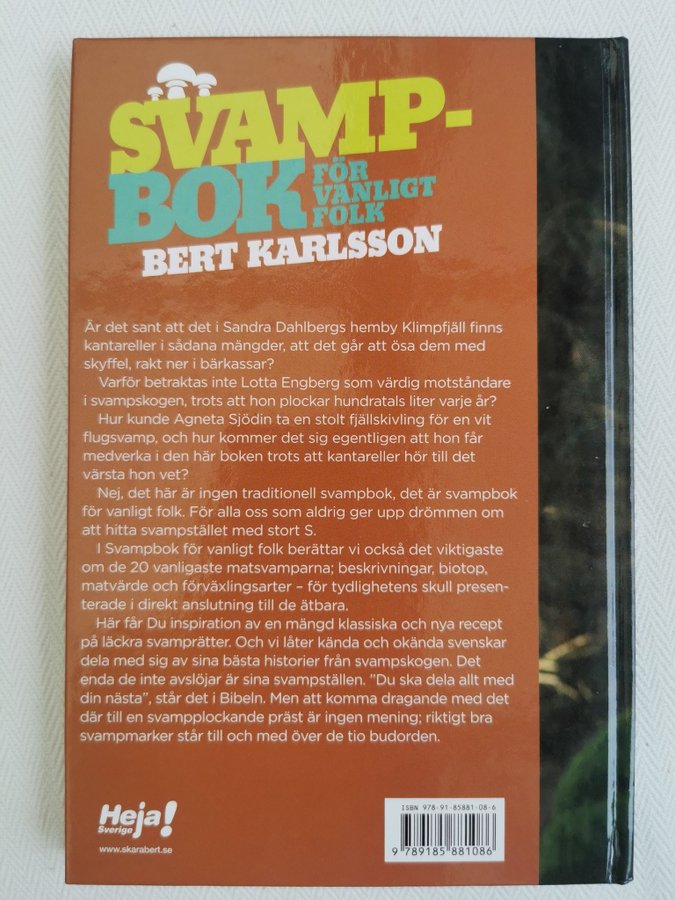 SVAMP-
BOK FÖR VANLIGT FOLK
BERT KARLSSON
Är det sant att det i Sandra Dahlbergs hemby Klimpfjäll finns
kantareller i sådana mängder, att det går att ösa dem med
skyffel, rakt ner i bärkassar?
Varför betraktas inte Lotta Engberg som värdig motståndare
i svampskogen, trots att hon plockar hundratals liter varje år?
Hur kunde Agneta Sjödin ta en stolt fjällskivling för en vit
flugsvamp, och hur kommer det sig egentligen att hon får
medverka i den här boken trots att kantareller hör till det
värsta hon vet?
Nej, det här är ingen traditionell svampbok, det är svampbok
för vanligt folk. För alla oss som aldrig ger upp drömmen om
att hitta svampstället med stort S.
I Svampbok för vanligt folk berättar vi också det viktigaste
om de 20 vanligaste matsvamparna; beskrivningar, biotop,
matvärde och förväxlingsarter – för tydlighetens skull presen-
terade i direkt anslutning till de ätbara.
Här får Du inspiration av en mängd klassiska och nya recept
på läckra svamprätter. Och vi låter kända och okända svenskar
dela med sig av sina bästa historier från svampskogen. Det
enda de inte avslöjar är sina svampställen. ”Du ska dela allt med
din nästa”, står det i Bibeln. Men att komma dragande med det
där till en svampplockande präst är ingen mening; riktigt bra
svampmarker står till och med över de tio budorden.
Heja!
Sverige
www.skarabert.se
ISBN 978-91-85881-08-6
9 789185 881086